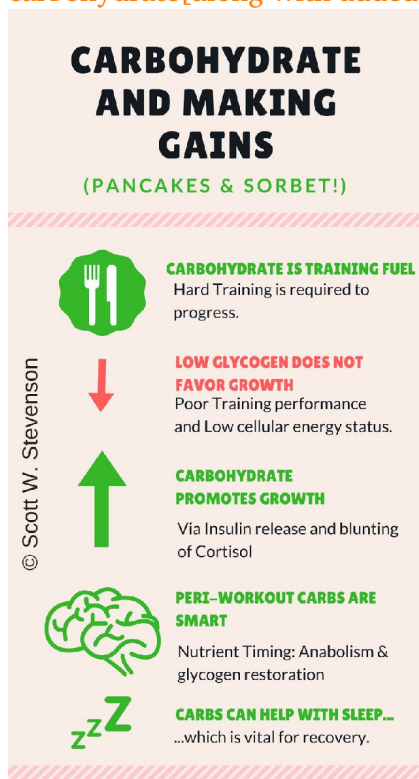 CARBOHYDRATE
AND MAKING
GAINS
(PANCAKES & SORBET!)
CARBOHYDRATE IS TRAINING FUEL
Hard Training is required to
progress.
LOW GLYCOGEN DOES NOT
FAVOR GROWTH
Poor Training performance
and Low cellular energy status.
CARBOHYDRATE
PROMOTES GROWTH
Via Insulin release and blunting
of Cortisol
PERI-WORKOUT CARBS ARE
SMART
Nutrient Timing: Anabolism &
glycogen restoration
zzZ
CARBS CAN HELP WITH SLEEP...
...which is vital for recovery.
© Scott W. Stevenson